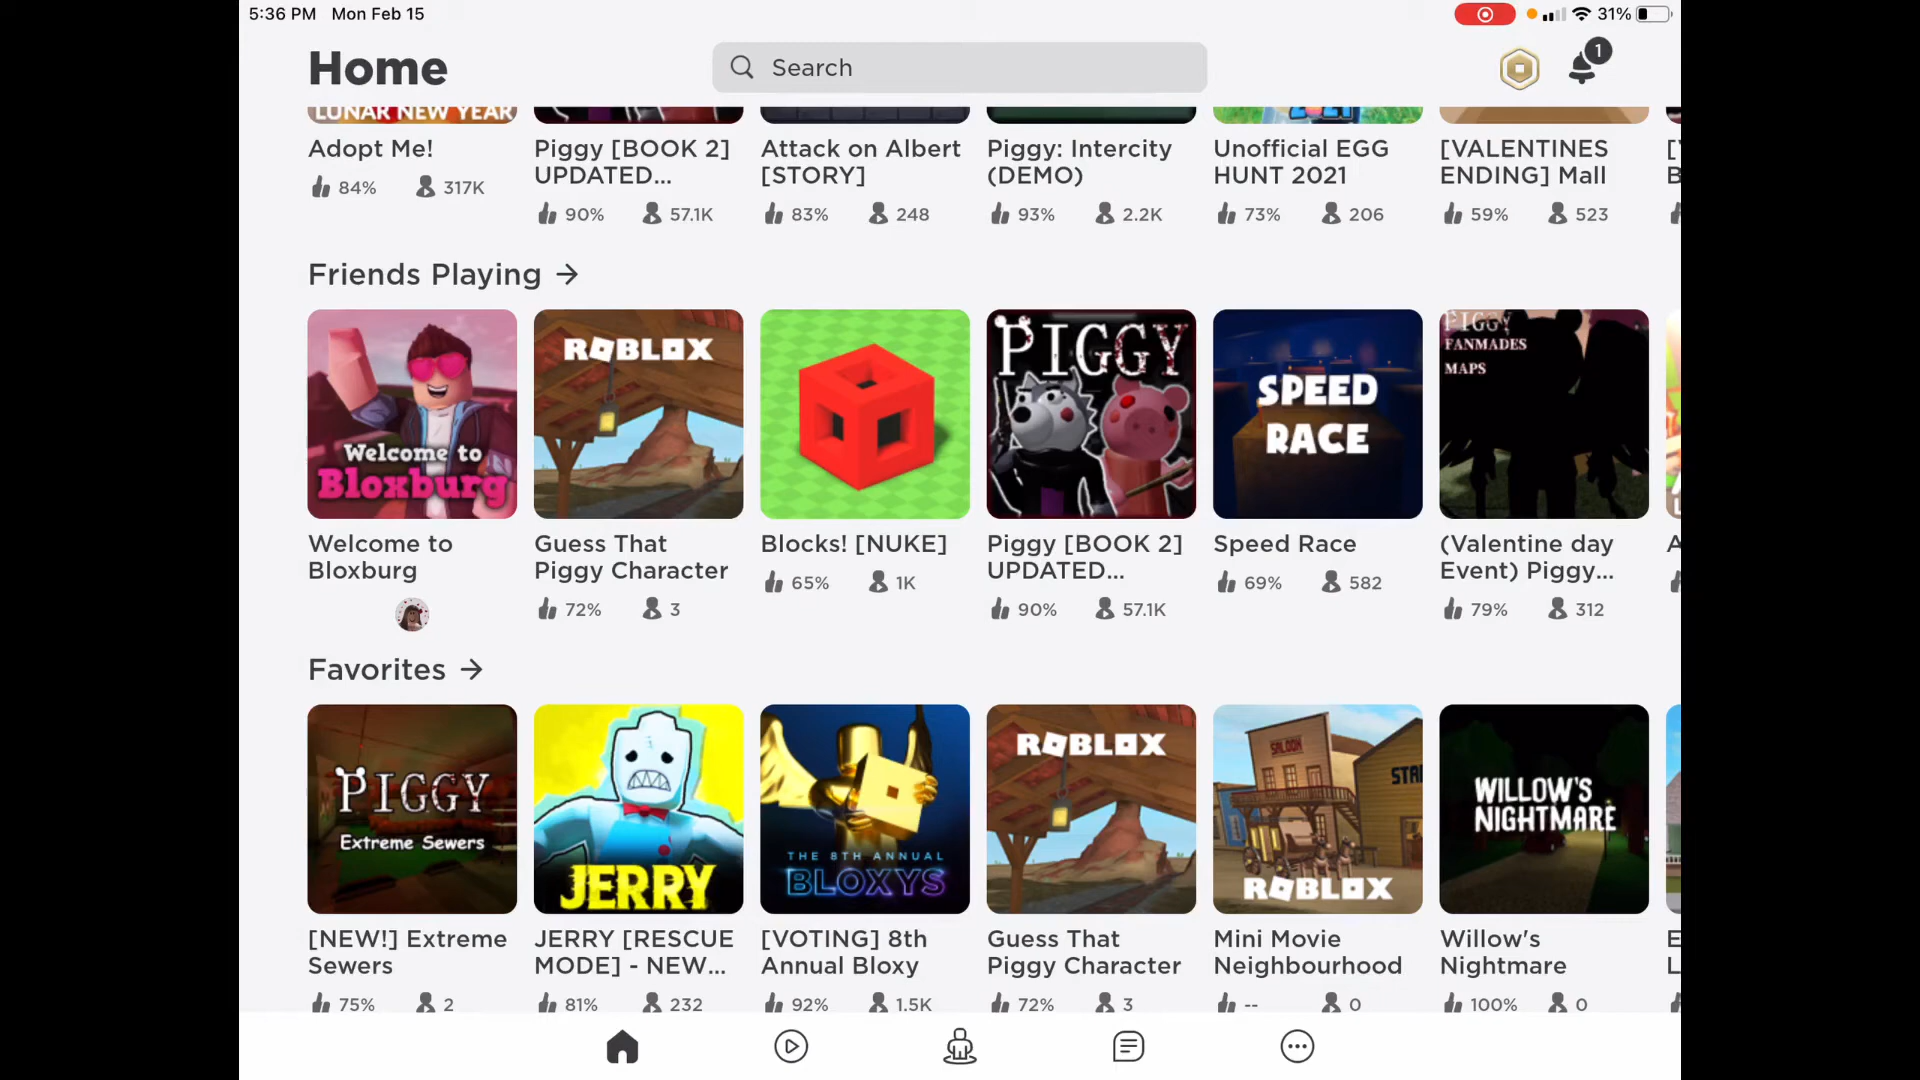 5:36 PM Mon Feb 15
31%
Home
Search
1
LUNAR NEW YEAR
Adopt Me!
84% 317K
Piggy [BOOK 2]
UPDATED...
90% 57.1K
Attack on Albert
[STORY]
83% 248
Piggy: Intercity
(DEMO)
93% 2.2K
Unofficial EGG
HUNT 2021
73% 206
[VALENTINES
ENDING] Mall
59% 523
Friends Playing →
Welcome to
Bloxburg
Welcome to
Bloxburg
ROBLOX
Guess That
Piggy Character
72% 3
Blocks! [NUKE]
65% 1K
PIGGY
Piggy [BOOK 2]
UPDATED...
90% 57.1K
SPEED
RACE
Speed Race
69% 582
PIGGY
FANMADES
MAPS
(Valentine day
Event) Piggy...
79% 312
Favorites →
PIGGY
Extreme Sewers
[NEW!] Extreme
Sewers
75% 2
JERRY
JERRY [RESCUE
MODE] - NEW...
81% 232
THE 8TH ANNUAL
BLOXYS
[VOTING] 8th
Annual Bloxy
92% 1.5K
ROBLOX
Guess That
Piggy Character
72% 3
SALOON
STA
ROBLOX
Mini Movie
Neighbourhood
-- 0
WILLOW'S
NIGHTMARE
Willow's
Nightmare
100% 0